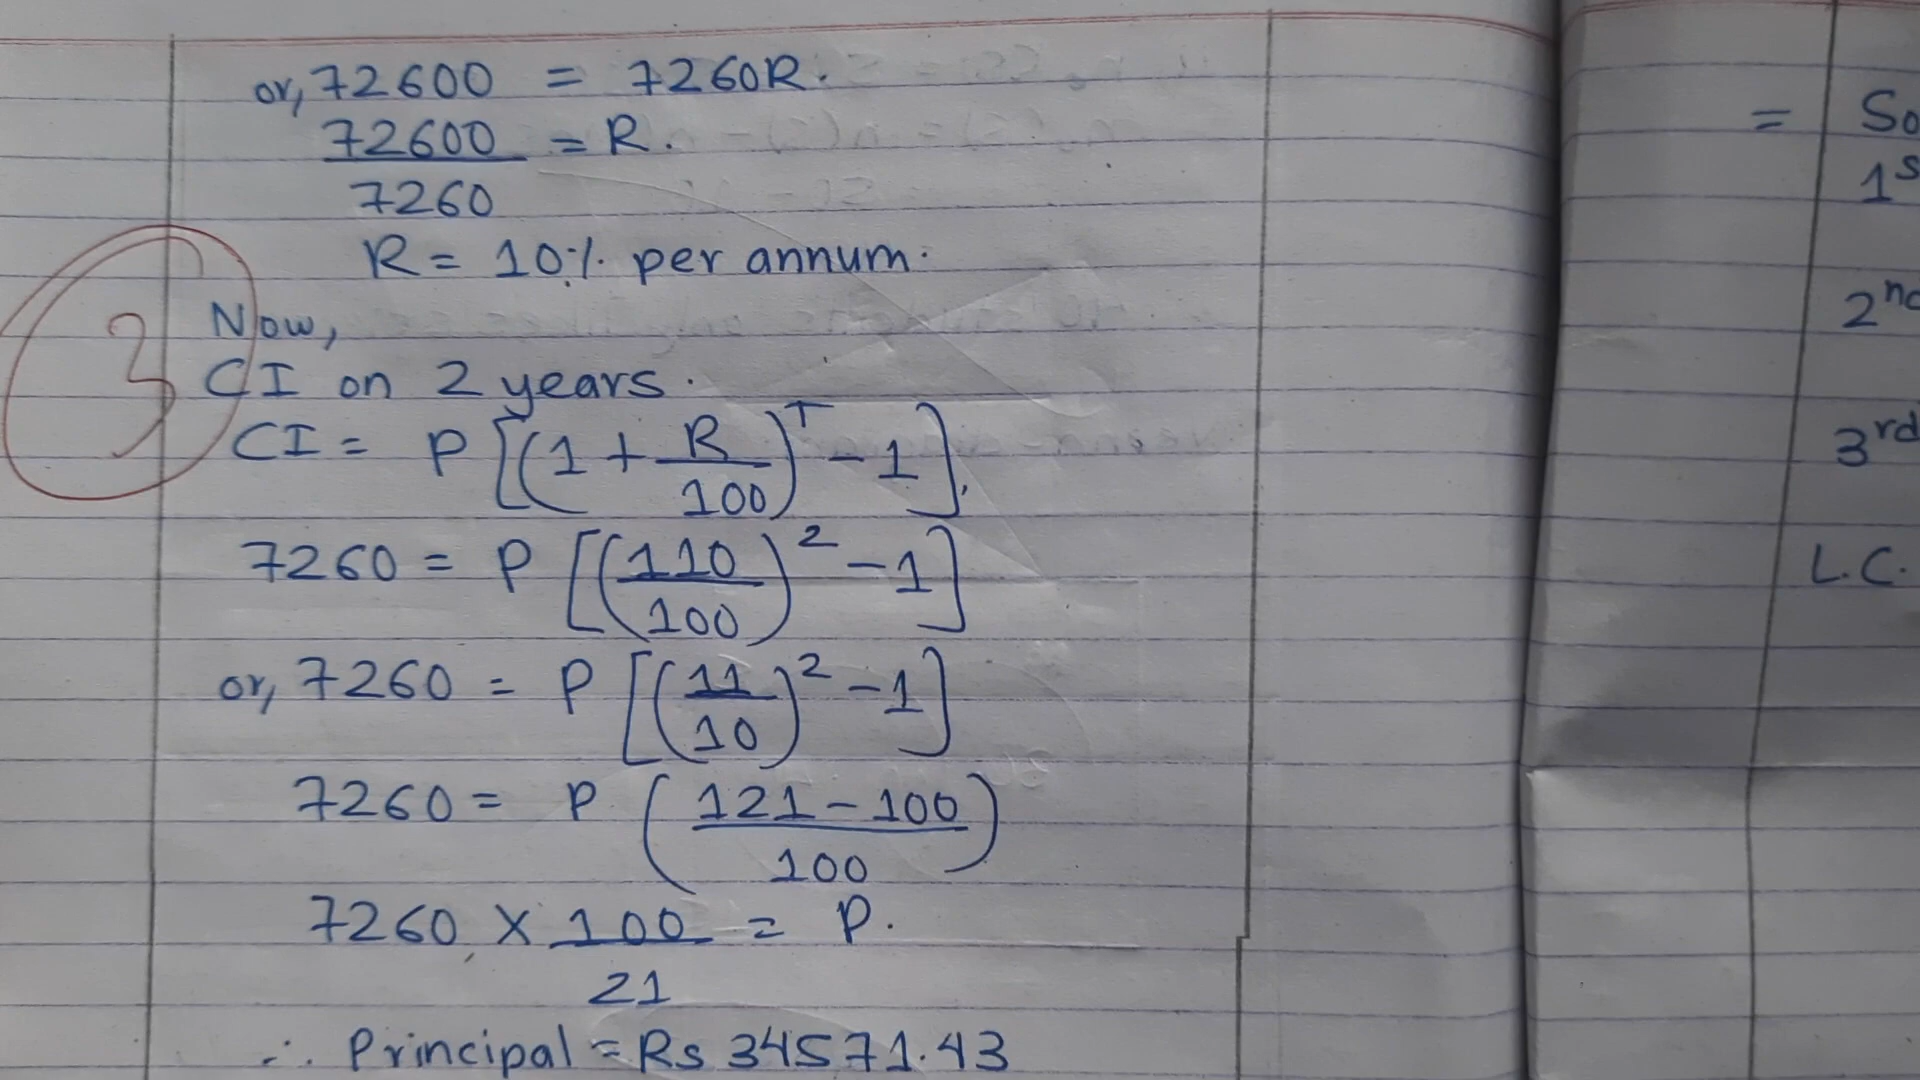 or, 72600 = 7260R.
72600 = R.
7260
R = 10% per annum.
3
Now,
CI on 2 years.
CI = P [(1 + R/100)^T - 1].
7260 = P [(110/100)^2 - 1]
or, 7260 = P [(11/10)^2 - 1]
7260 = P (121 - 100/100)
7260 × 100/21 = P.
∴ Principal = Rs 34571.43
= So
1s
2nd
3rd
L.C.